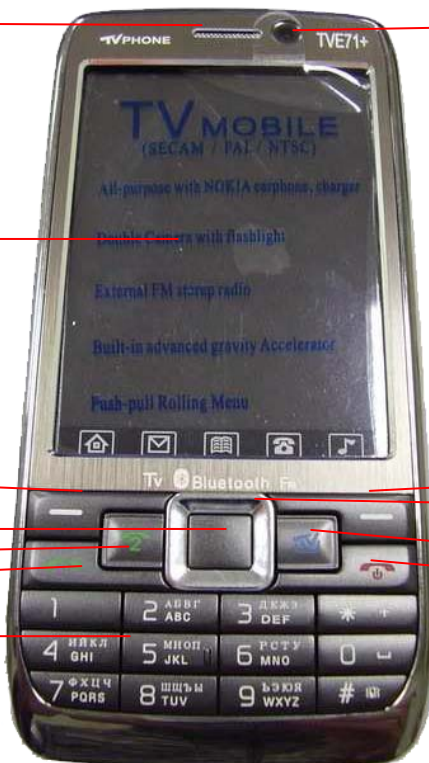 TVPHONE
TVE71+
TV MOBILE
(SECAM / PAL / NTSC)
All-purpose with NOKIA earphone, charger
Double Camera with flashlight
External FM storep radio
Built-in advanced gravity Accelerator
Push-pull Rolling Menu
TV Bluetooth FM
2
1 2 АБВГ ABC 3 ДЕЖЗ DEF * +
4 ИЙКЛ GHI 5 МНОП JKL 6 РСТУ MNO 0
7 ФХЦЧ PQRS 8 ШЩЪЫ TUV 9 ЬЭЮЯ WXYZ #